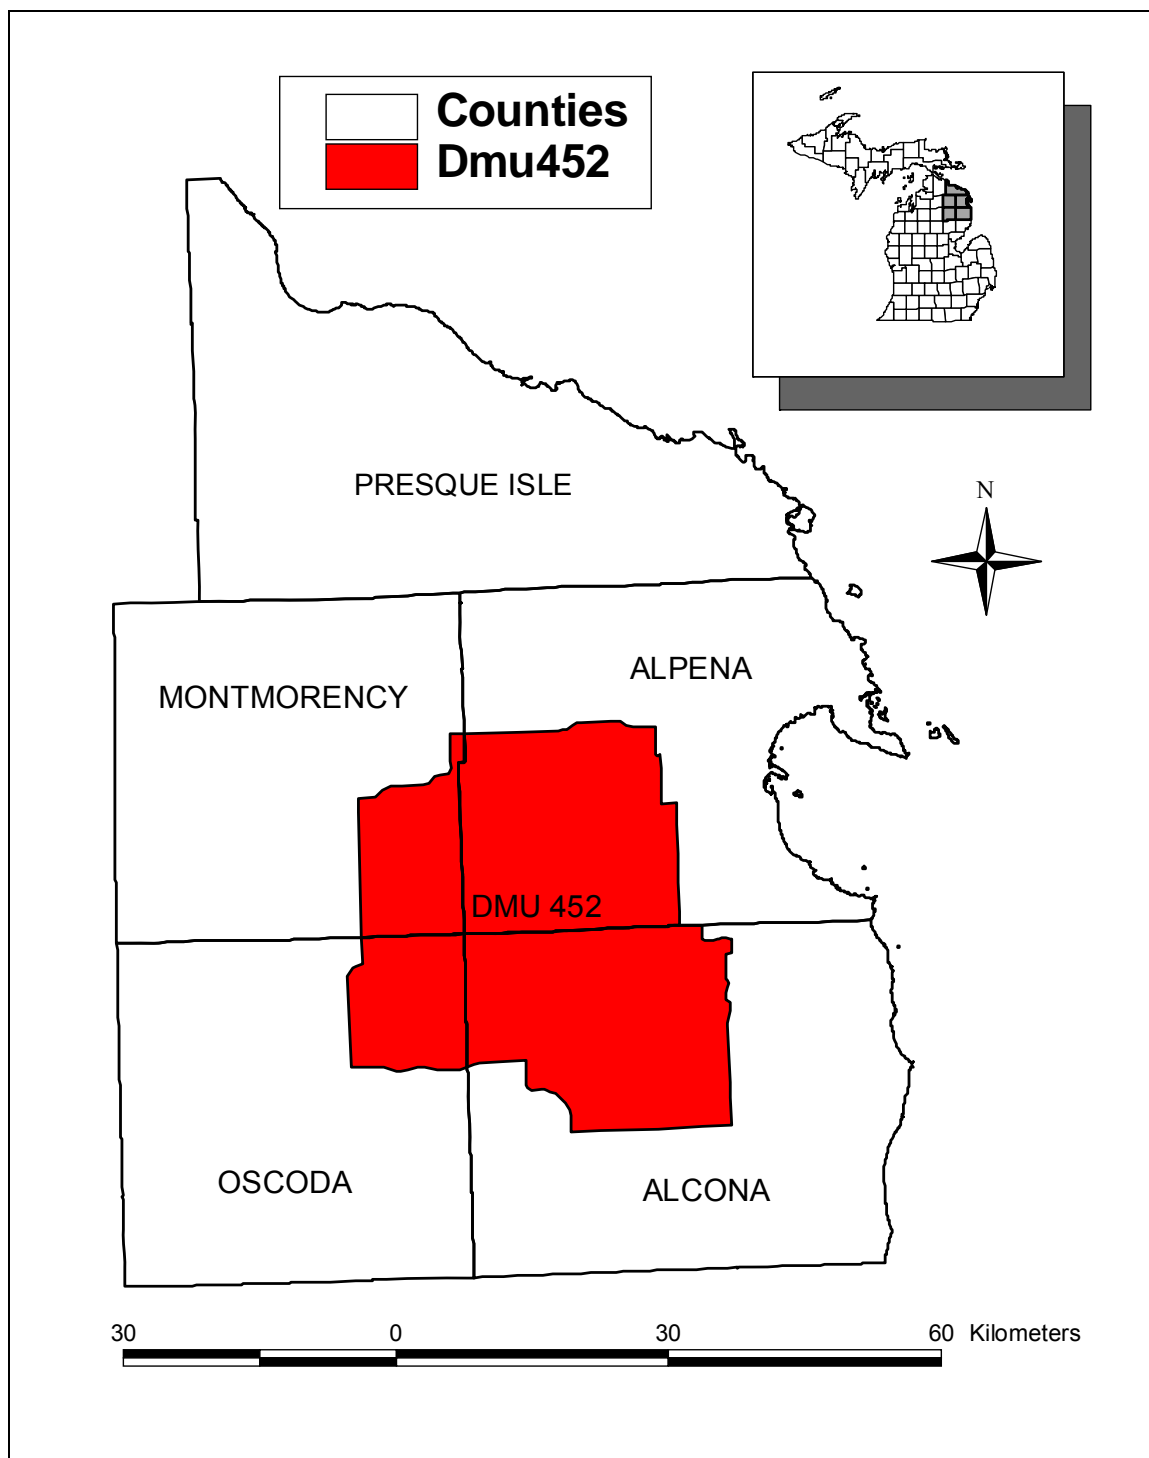 Counties
Dmu452
PRESQUE ISLE
N
ALPENA
MONTMORENCY
DMU 452
OSCODA
ALCONA
30 0 30 60 Kilometers